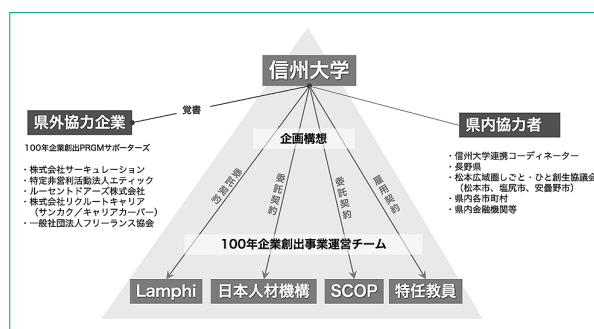 信州大学
県外協力企業
覚書
県内協力者
100年企業創出PRGMサポーターズ
・株式会社サーキュレーション
・特定非営利活動法人エティック
・ルーセントドアーズ株式会社
・株式会社リクルートキャリア
（サンカク／キャリアカーバー）
・一般社団法人フリーランス協会
企画構想
・信州大学連携コーディネーター
・長野県
・松本広域圏しごと・ひと創生協議会
（松本市、塩尻市、安曇野市）
・県内各市町村
・県内金融機関等
委託契約
委託契約
委託契約
雇用契約
100年企業創出事業運営チーム
Lamphi
日本人材機構
SCOP
特任教員